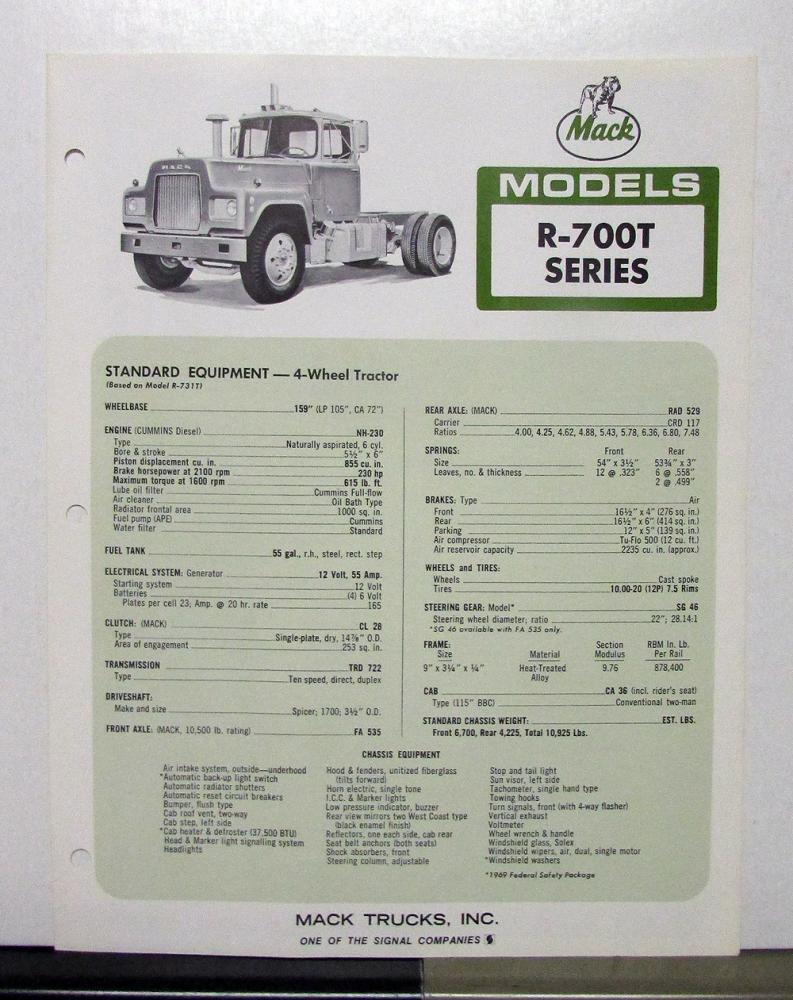 Mack
MACK
MODELS
R-700T
SERIES
STANDARD EQUIPMENT — 4-Wheel Tractor
(Based on Model R-731T)
WHEELBASE 159" (LP 105", CA 72")
ENGINE (CUMMINS Diesel) NH-230
Type Naturally aspirated, 6 cyl.
Bore & stroke 5½" x 6"
Piston displacement cu. in. 855 cu. in.
Brake horsepower at 2100 rpm 230 hp
Maximum torque at 1600 rpm 615 lb. ft.
Lube oil filter Cummins Full-flow
Air cleaner Oil Bath Type
Radiator frontal area 1000 sq. in.
Fuel pump (APE) Cummins
Water filter Standard
FUEL TANK 55 gal., r.h., steel, rect. step
ELECTRICAL SYSTEM: Generator 12 Volt, 55 Amp.
Starting system 12 Volt
Batteries (4) 6 Volt
Plates per cell 23; Amp. @ 20 hr. rate 165
CLUTCH: (MACK) CL 28
Type Single-plate, dry, 14⅞" O.D.
Area of engagement 253 sq. in.
TRANSMISSION TRD 722
Type Ten speed, direct, duplex
DRIVESHAFT:
Make and size Spicer; 1700; 3½" O.D.
FRONT AXLE: (MACK, 10,500 lb. rating) FA 535
REAR AXLE: (MACK) RAD 529
Carrier CRD 117
Ratios 4.00, 4.25, 4.62, 4.88, 5.43, 5.78, 6.36, 6.80, 7.48
SPRINGS: Front Rear
Size 54" x 3½" 53¾" x 3"
Leaves, no. & thickness 12 @ .323" 6 @ .558"
2 @ .499"
BRAKES: Type Air
Front 16½" x 4" (276 sq. in.)
Rear 16½" x 6" (414 sq. in.)
Parking 12" x 5" (139 sq. in.)
Air compressor Tu-Flo 500 (12 cu. ft.)
Air reservoir capacity 2235 cu. in. (approx.)
WHEELS and TIRES:
Wheels Cast spoke
Tires 10.00-20 (12P) 7.5 Rims
STEERING GEAR: Model* SG 46
Steering wheel diameter; ratio 22"; 28.14:1
*SG 46 available with FA 535 only.
FRAME: Section RBM In. Lb.
Size Material Modulus Per Rail
9" x 3¼" x ¼" Heat-Treated 9.76 878,400
Alloy
CAB CA 36 (incl. rider's seat)
Type (115" BBC) Conventional two-man
STANDARD CHASSIS WEIGHT: EST. LBS.
Front 6,700, Rear 4,225, Total 10,925 Lbs.
CHASSIS EQUIPMENT
Air intake system, outside—underhood
*Automatic back-up light switch
Automatic radiator shutters
Automatic reset circuit breakers
Bumper, flush type
Cab roof vent, two-way
Cab step, left side
*Cab heater & defroster (37,500 BTU)
Head & Marker light signalling system
Headlights
Hood & fenders, unitized fiberglass
(tilts forward)
Horn electric, single tone
I.C.C. & Marker lights
Low pressure indicator, buzzer
Rear view mirrors two West Coast type
(black enamel finish)
Reflectors, one each side, cab rear
Seat belt anchors (both seats)
Shock absorbers, front
Steering column, adjustable
Stop and tail light
Sun visor, left side
Tachometer, single hand type
Towing hooks
Turn signals, front (with 4-way flasher)
Vertical exhaust
Voltmeter
Wheel wrench & handle
Windshield glass, Solex
Windshield wipers, air, dual, single motor
*Windshield washers
*1969 Federal Safety Package
MACK TRUCKS, INC.
ONE OF THE SIGNAL COMPANIES